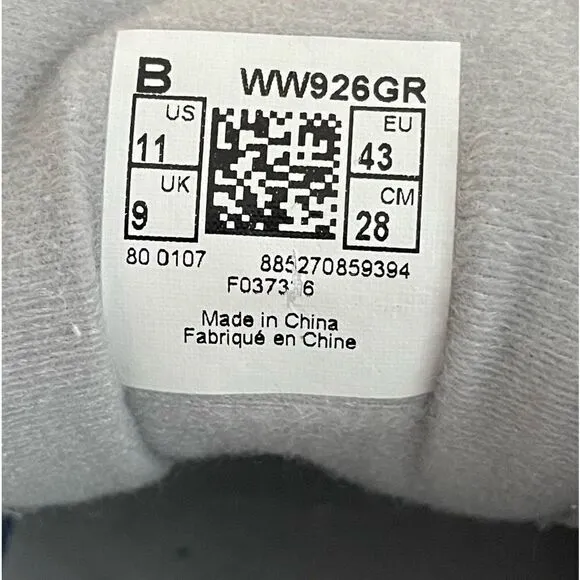 B WW926GR
US 11
EU 43
UK 9
CM 28
80 0107 885270859394
Made in China
Fabriqué en Chine